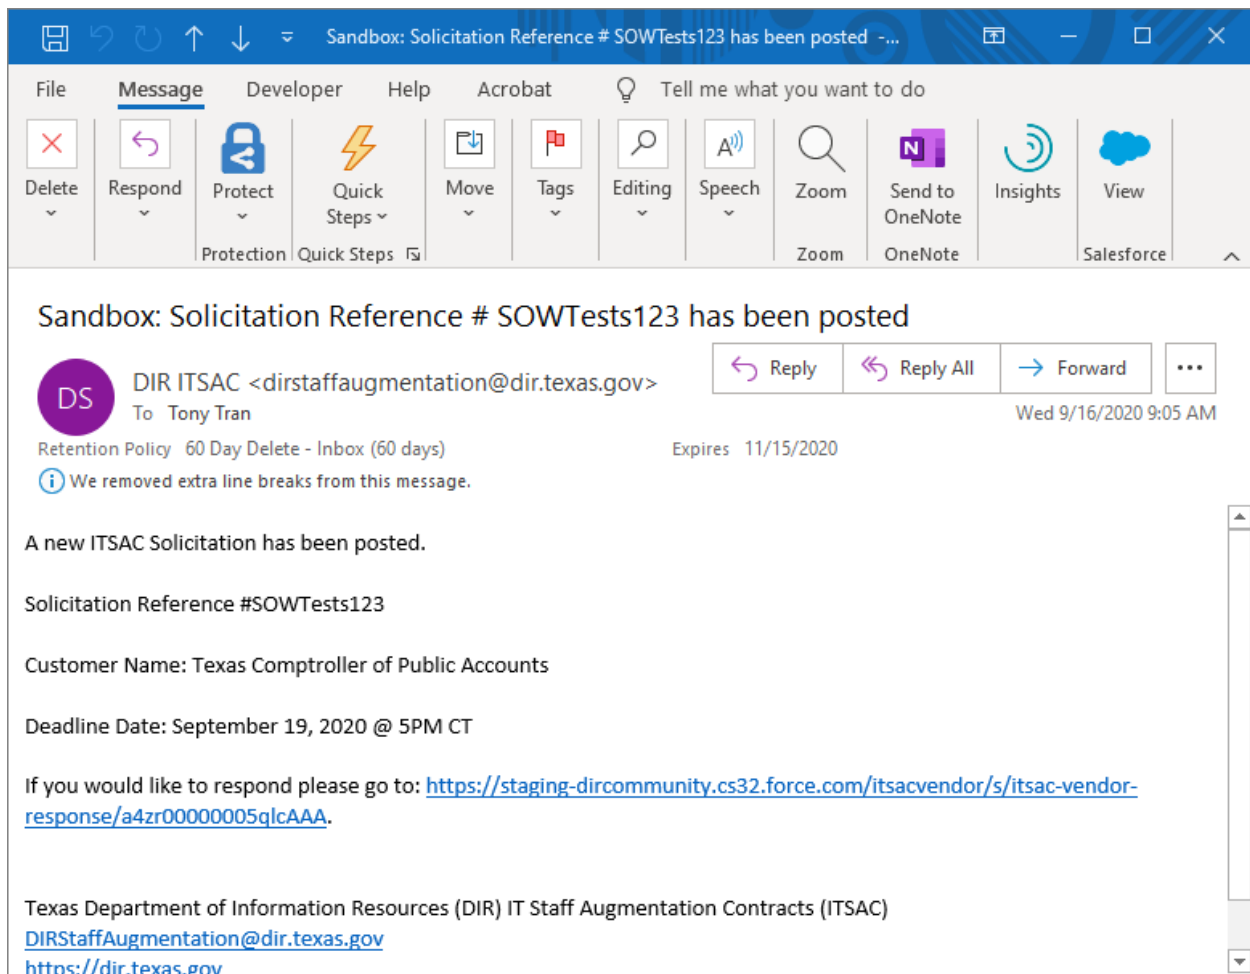 Sandbox: Solicitation Reference # SOWTests123 has been posted -...
File Message Developer Help Acrobat Tell me what you want to do
Delete Respond Protect Quick Steps Move Tags Editing Speech Zoom Send to OneNote Insights View
Protection Quick Steps Zoom OneNote Salesforce
Sandbox: Solicitation Reference # SOWTests123 has been posted
DS
DIR ITSAC <dirstaffaugmentation@dir.texas.gov>
To Tony Tran
Reply Reply All Forward ...
Wed 9/16/2020 9:05 AM
Retention Policy 60 Day Delete - Inbox (60 days) Expires 11/15/2020
We removed extra line breaks from this message.
A new ITSAC Solicitation has been posted.
Solicitation Reference #SOWTests123
Customer Name: Texas Comptroller of Public Accounts
Deadline Date: September 19, 2020 @ 5PM CT
If you would like to respond please go to: https://staging-dircommunity.cs32.force.com/itsacvendor/s/itsac-vendor-
response/a4zr00000005qlcAAA.
Texas Department of Information Resources (DIR) IT Staff Augmentation Contracts (ITSAC)
DIRStaffAugmentation@dir.texas.gov
https://dir.texas.gov